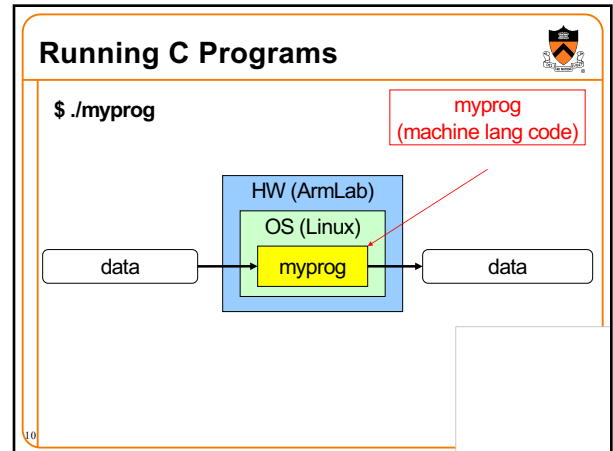 Running C Programs
$ ./myprog
myprog
(machine lang code)
HW (ArmLab)
OS (Linux)
data
myprog
data
10